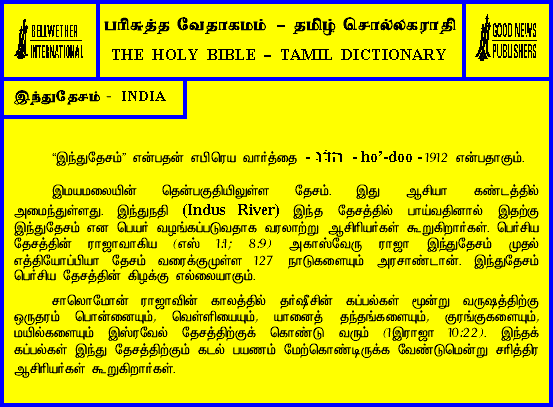 BELLWETHER
INTERNATIONAL
பரிசுத்த வேதாகமம் – தமிழ் சொல்லகராதி
THE HOLY BIBLE – TAMIL DICTIONARY
GOOD NEWS
PUBLISHERS
இந்துதேசம் - INDIA
“இந்துதேசம்” என்பதன் எபிரெய வார்த்தை - הֹדּוּ - ho’-doo -1912 என்பதாகும்.
இமயமலையின் தென்பகுதியிலுள்ள தேசம். இது ஆசியா கண்டத்தில்
அமைந்துள்ளது. இந்துநதி (Indus River) இந்த தேசத்தில் பாய்வதினால் இதற்கு
இந்துதேசம் என பெயர் வழங்கப்படுவதாக வரலாற்று ஆசிரியர்கள் கூறுகிறார்கள். பெர்சிய
தேசத்தின் ராஜாவாகிய (எஸ் 1:1; 8:9) அகாஸ்வேரு ராஜா இந்துதேசம் முதல்
எத்தியோப்பியா தேசம் வரைக்குமுள்ள 127 நாடுகளையும் அரசாண்டான். இந்துதேசம்
பெர்சிய தேசத்தின் கிழக்கு எல்லையாகும்.
சாலொமோன் ராஜாவின் காலத்தில் தர்ஷீசின் கப்பல்கள் மூன்று வருஷத்திற்கு
ஒருதரம் பொன்னையும், வெள்ளியையும், யானைத் தந்தங்களையும், குரங்குகளையும்,
மயில்களையும் இஸ்ரவேல் தேசத்திற்குக் கொண்டு வரும் (1இராஜா 10:22). இந்தக்
கப்பல்கள் இந்து தேசத்திற்கும் கடல் பயணம் மேற்கொண்டிருக்க வேண்டுமென்று சரித்திர
ஆசிரியர்கள் கூறுகிறார்கள்.